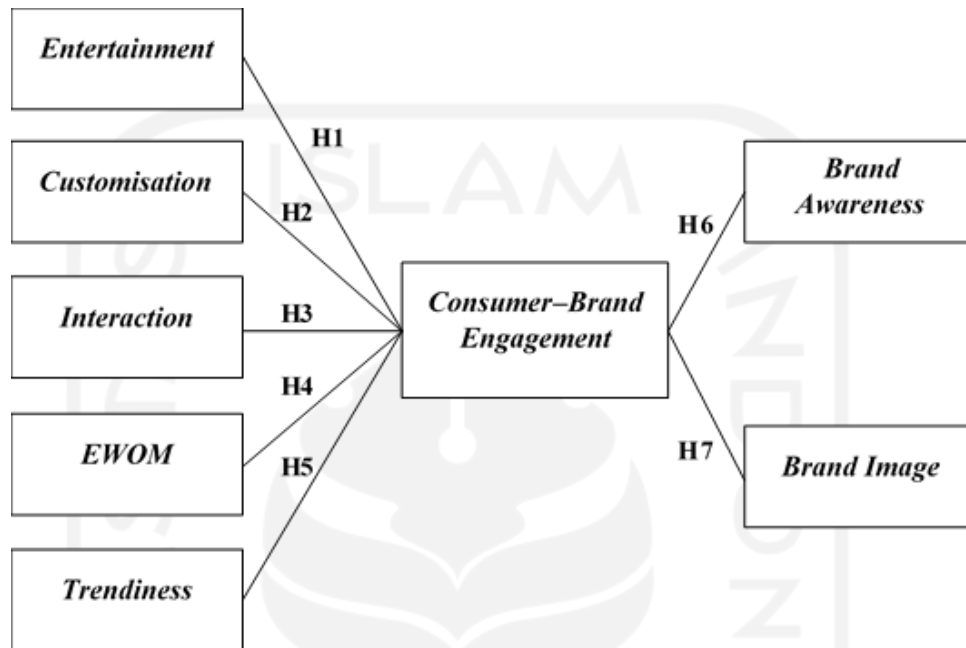 Entertainment
H1
ISLAM
Customisation
H2
Brand
Awareness
H6
Interaction
H3
Consumer–Brand
Engagement
H4
EWOM
H5
H7
Brand Image
Trendiness